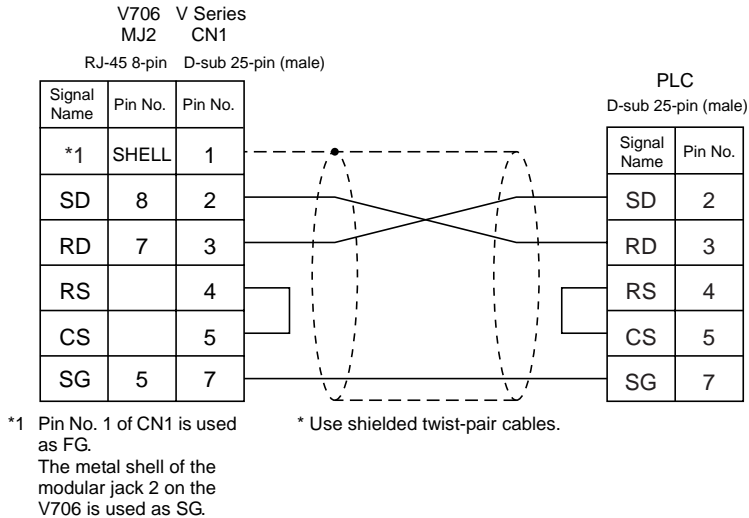 V706 V Series
MJ2 CN1
RJ-45 8-pin D-sub 25-pin (male)
Signal Name Pin No. Pin No.
*1 SHELL 1
SD 8 2
RD 7 3
RS 4
CS 5
SG 5 7
PLC
D-sub 25-pin (male)
Signal Name Pin No.
SD 2
RD 3
RS 4
CS 5
SG 7
*1 Pin No. 1 of CN1 is used
as FG.
The metal shell of the
modular jack 2 on the
V706 is used as SG.
* Use shielded twist-pair cables.